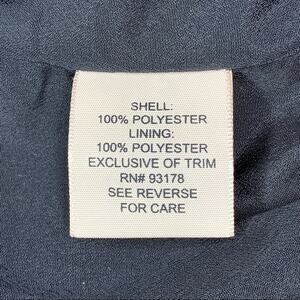 SHELL:
100% POLYESTER
LINING:
100% POLYESTER
EXCLUSIVE OF TRIM
RN# 93178
SEE REVERSE
FOR CARE